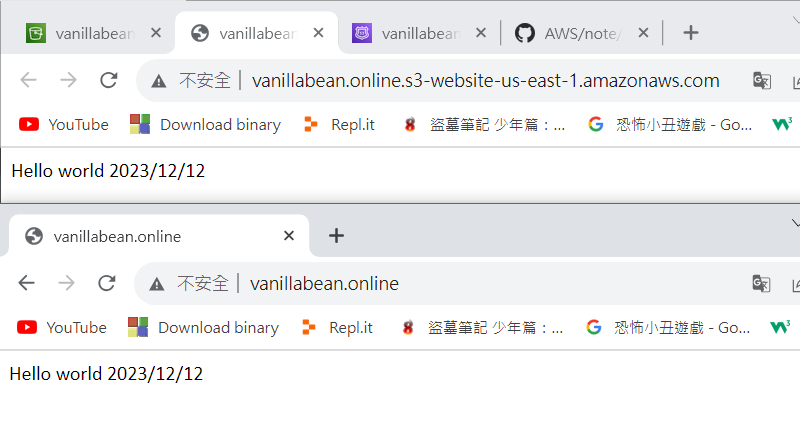 vanillabean
vanillabean
vanillabean
AWS/note/
不安全
vanillabean.online.s3-website-us-east-1.amazonaws.com
YouTube
Download binary
Repl.it
盜墓筆記 少年篇：...
恐怖小丑遊戲 - Go...
Hello world 2023/12/12
vanillabean.online
不安全
vanillabean.online
YouTube
Download binary
Repl.it
盜墓筆記 少年篇：...
恐怖小丑遊戲 - Go...
Hello world 2023/12/12